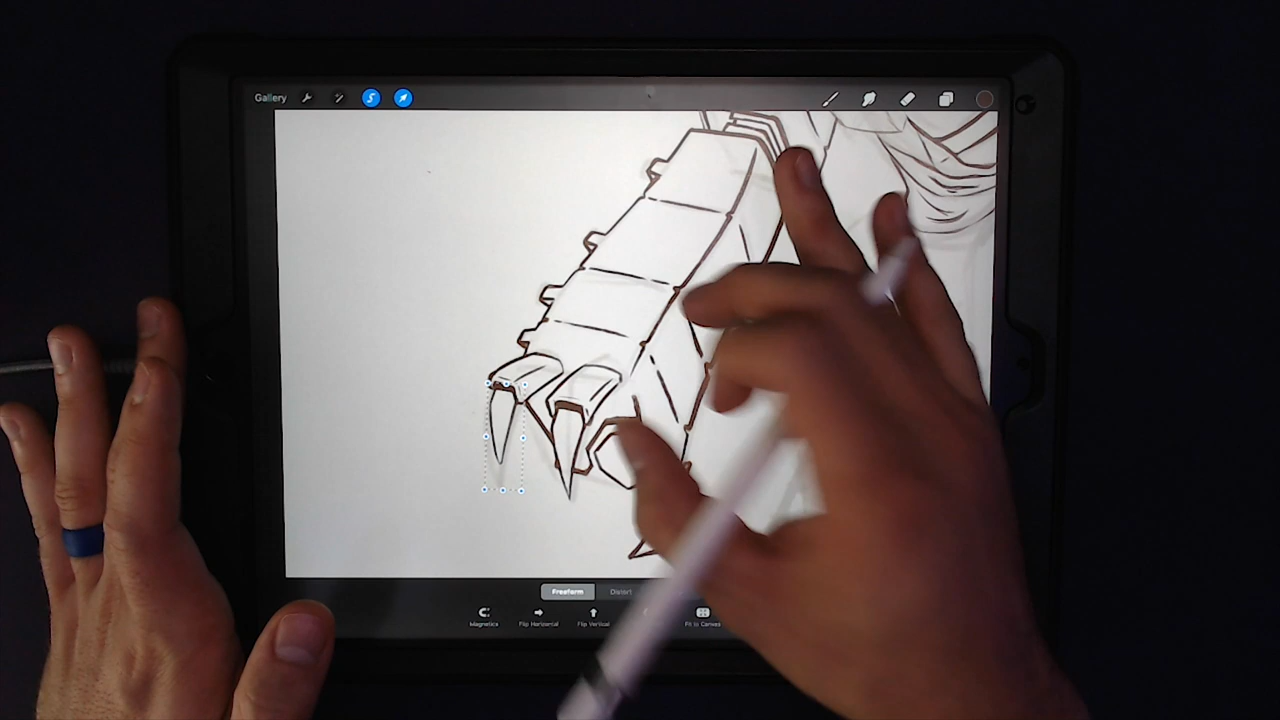 Gallery
Freeform Distort
Magnetics Flip Horizontal Flip Vertical Fit to Canvas